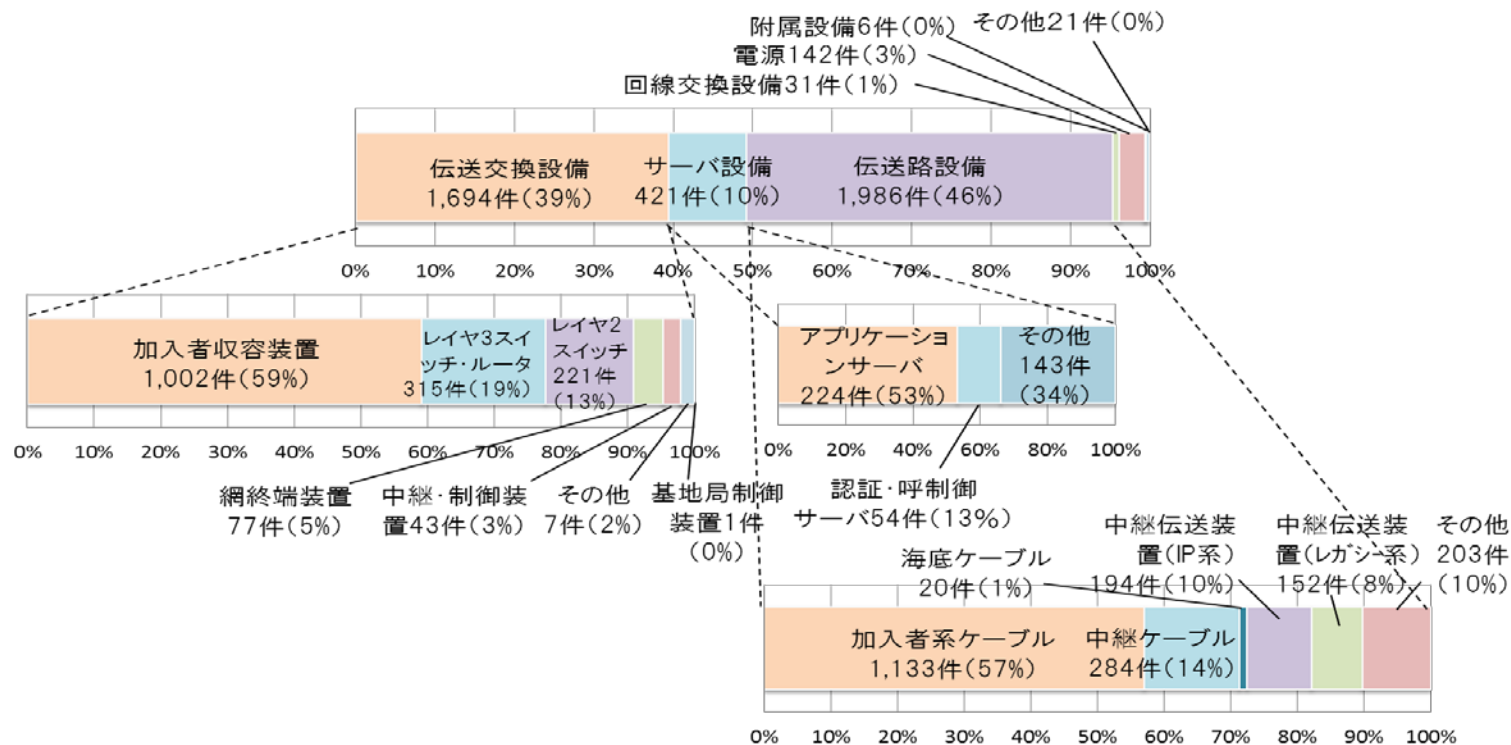 附属設備6件(0%)
その他21件(0%)
電源142件(3%)
回線交換設備31件(1%)
伝送交換設備
1,694件(39%)
サーバ設備
421件(10%)
伝送路設備
1,986件(46%)
0% 10% 20% 30% 40% 50% 60% 70% 80% 90% 100%
加入者収容装置
1,002件(59%)
レイヤ3スイ
ッチ・ルータ
315件(19%)
レイヤ2
スイッチ
221件
(13%)
0% 10% 20% 30% 40% 50% 60% 70% 80% 90% 100%
網終端装置
77件(5%)
中継・制御装
置43件(3%)
その他
7件(2%)
基地局制御
装置1件
(0%)
アプリケーショ
ンサーバ
224件(53%)
その他
143件
(34%)
0% 20% 40% 60% 80% 100%
認証・呼制御
サーバ54件(13%)
海底ケーブル
20件(1%)
中継伝送装
置(IP系)
194件(10%)
中継伝送装
置(レガシー系)
152件(8%)
その他
203件
(10%)
加入者系ケーブル
1,133件(57%)
中継ケーブル
284件(14%)
0% 10% 20% 30% 40% 50% 60% 70% 80% 90% 100%